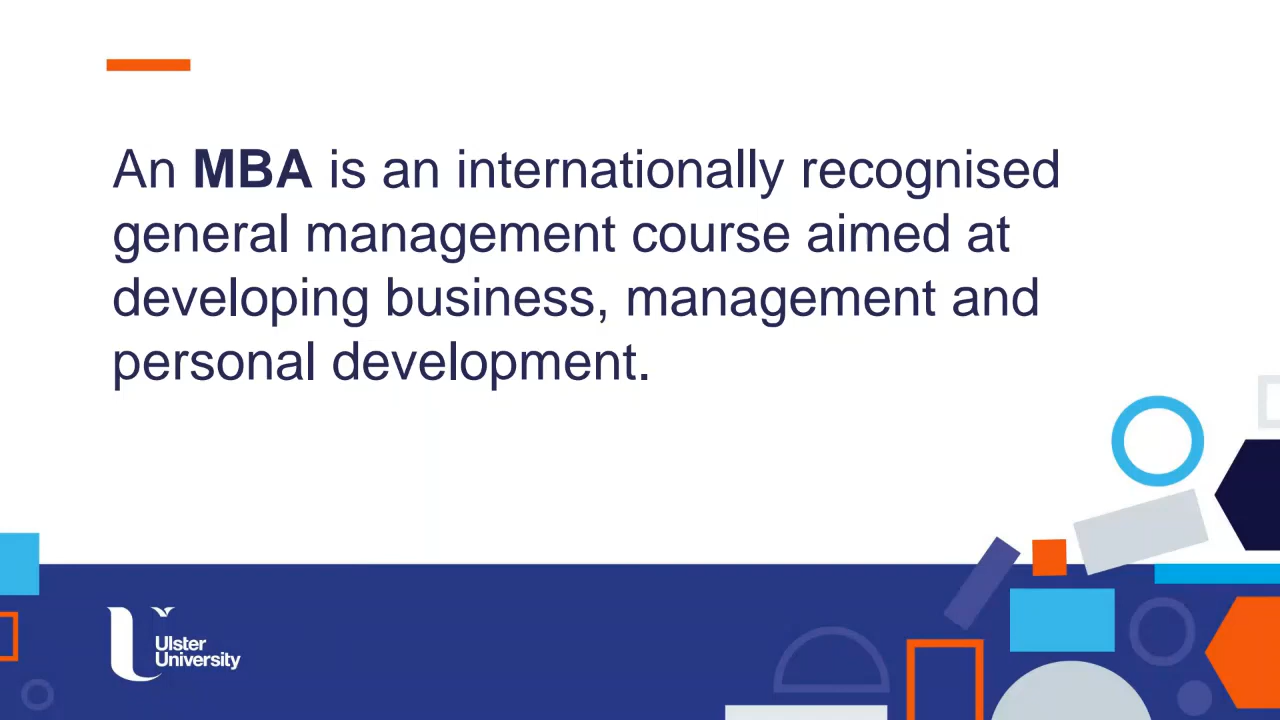 An MBA is an internationally recognised
general management course aimed at
developing business, management and
personal development.
Ulster
University